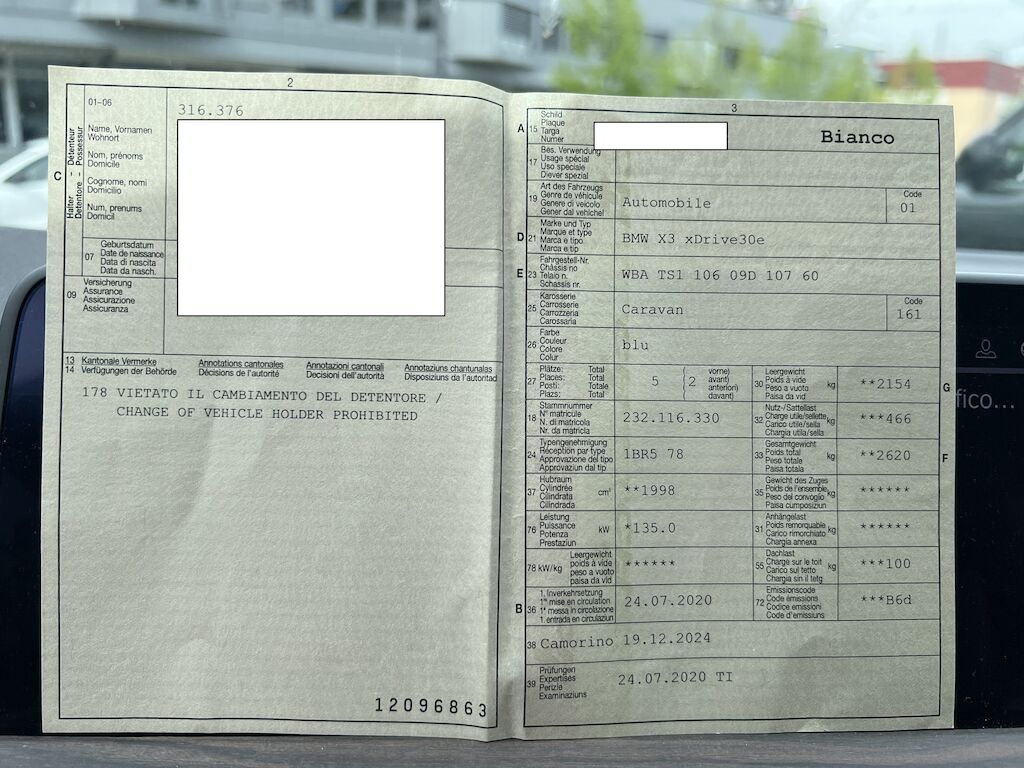 2
01-06
316.376
Halter - Détenteur
Detentore - Possessur
C
Name, Vornamen
Wohnort
Nom, prénoms
Domicile
Cognome, nomi
Domicilio
Num, prenums
Domicil
07
Geburtsdatum
Date de naissance
Data di nascita
Data da nasch.
09
Versicherung
Assurance
Assicurazione
Assicuranza
13 Kantonale Vermerke Annotations cantonales Annotazioni cantonali Annotaziuns chantunalas
14 Verfügungen der Behörde Décisions de l'autorité Decisioni dell'autorità Disposiziuns da l'autoritad
178 VIETATO IL CAMBIAMENTO DEL DETENTORE /
CHANGE OF VEHICLE HOLDER PROHIBITED
12096863
3
A 15
Schild
Plaque
Targa
Numer
Bianco
17
Bes. Verwendung
Usage spécial
Uso speciale
Diever spezial
19
Art des Fahrzeugs
Genre de véhicule
Genere di veicolo
Gener dal vehichel
Automobile
Code
01
D 21
Marke und Typ
Marque et type
Marca e tipo
Marca e tip
BMW X3 xDrive30e
E 23
Fahrgestell-Nr.
Châssis no
Telaio n.
Schassis nr.
WBA TS1 106 09D 107 60
25
Karosserie
Carrosserie
Carrozzeria
Carossaria
Caravan
Code
161
26
Farbe
Couleur
Colore
Colur
blu
27
Plätze: Total
Places: Total
Posti: Totale
Plazs: Total
5 (2
vorne)
avant)
anteriori)
davant)
30
Leergewicht
Poids à vide
Peso a vuoto
Paisa da vid
kg
**2154
G
18
Stammnummer
N° matricule
N. di matricola
Nr. da matricla
232.116.330
32
Nutz-/Sattellast
Charge utile/sellette
Carico utile/sella
Chargia utila/sella
kg
***466
24
Typengenehmigung
Réception par type
Approvazione del tipo
Approvaziun dal tip
1BR5 78
33
Gesamtgewicht
Poids total
Peso totale
Paisa totala
kg
**2620
F
37
Hubraum
Cylindrée
Cilindrata
Cilindrada
cm³
**1998
35
Gewicht des Zuges
Poids de l'ensemble
Peso del convoglio
Paisa cumposiziun
kg
******
76
Leistung
Puissance
Potenza
Prestaziun
kW
*135.0
31
Anhängelast
Poids remorquable
Carico rimorchiato
Chargia annexa
kg
******
78 kW/kg
Leergewicht
poids à vide
peso a vuoto
paisa da vid
******
55
Dachlast
Charge sur le toit
Carico sul tetto
Chargia sin il tetg
kg
***100
B 36
1. Inverkehrsetzung
1re mise en circulation
1a messa in circolazione
1. entrada en circulaziun
24.07.2020
72
Emissionscode
Code émissions
Codice emissioni
Code d'emissiuns
***B6d
38 Camorino 19.12.2024
39
Prüfungen
Expertises
Perizie
Examinaziuns
24.07.2020 TI
fico...